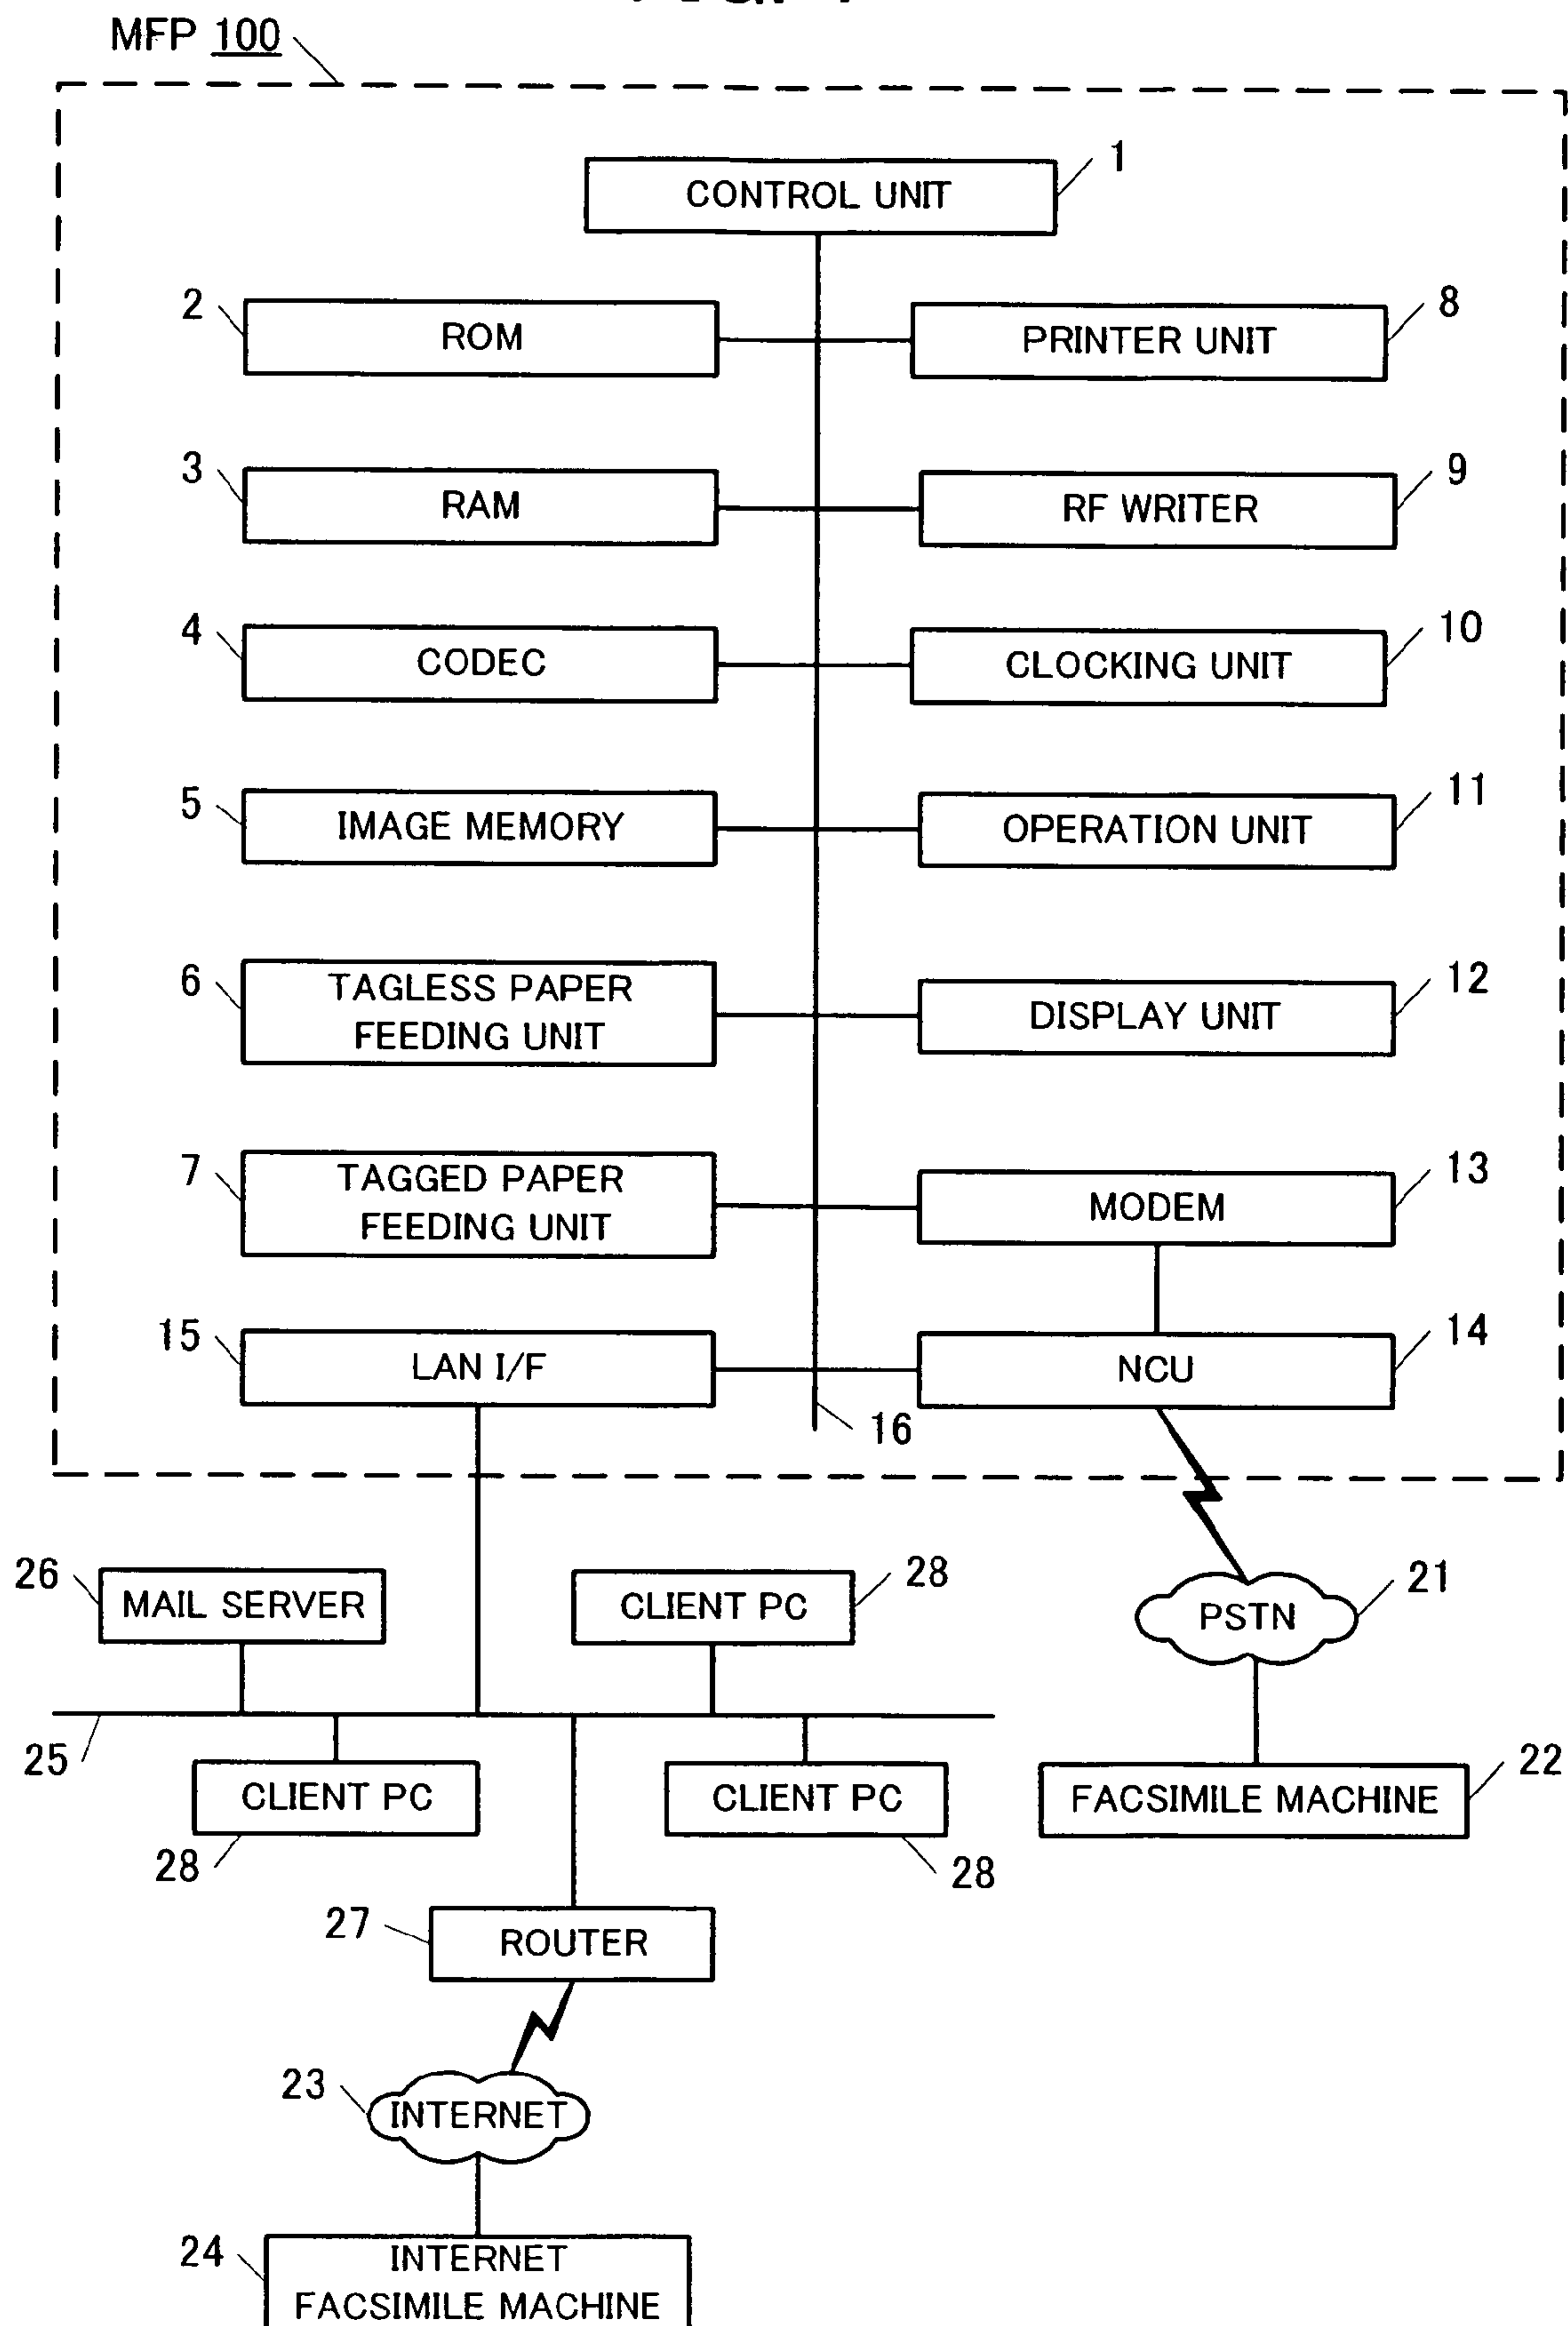 MFP 100
1
CONTROL UNIT
2
ROM
8
PRINTER UNIT
3
RAM
9
RF WRITER
4
CODEC
10
CLOCKING UNIT
5
IMAGE MEMORY
11
OPERATION UNIT
6
TAGLESS PAPER
FEEDING UNIT
12
DISPLAY UNIT
7
TAGGED PAPER
FEEDING UNIT
13
MODEM
15
LAN I/F
14
NCU
16
26
MAIL SERVER
28
CLIENT PC
21
PSTN
25
CLIENT PC
28
CLIENT PC
28
22
FACSIMILE MACHINE
27
ROUTER
23
INTERNET
24
INTERNET
FACSIMILE MACHINE